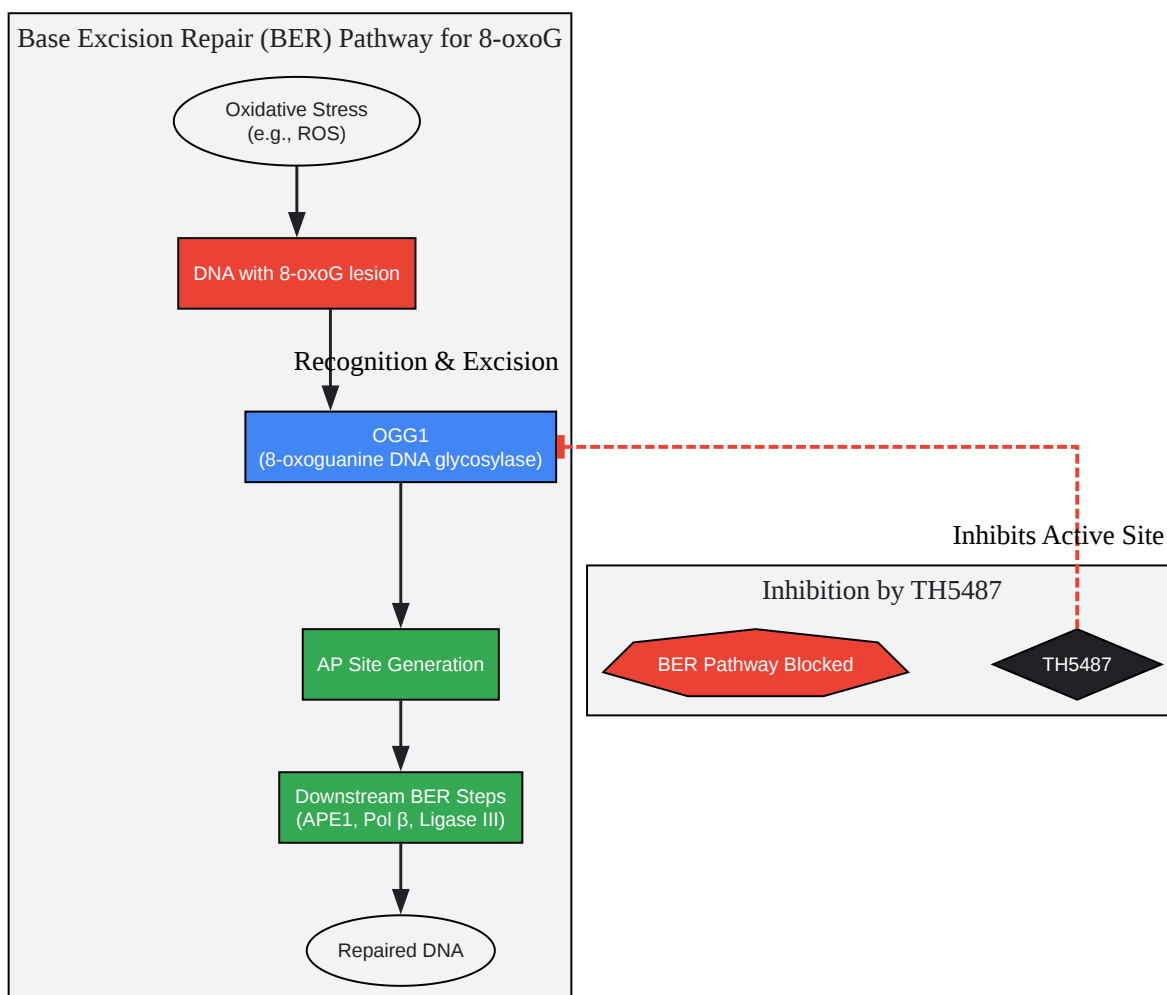 Base Excision Repair (BER) Pathway for 8-oxoG
Oxidative Stress
(e.g., ROS)
DNA with 8-oxoG lesion
Recognition & Excision
OGG1
(8-oxoguanine DNA glycosylase)
Inhibits Active Site
Inhibition by TH5487
BER Pathway Blocked
TH5487
AP Site Generation
Downstream BER Steps
(APE1, Pol β, Ligase III)
Repaired DNA